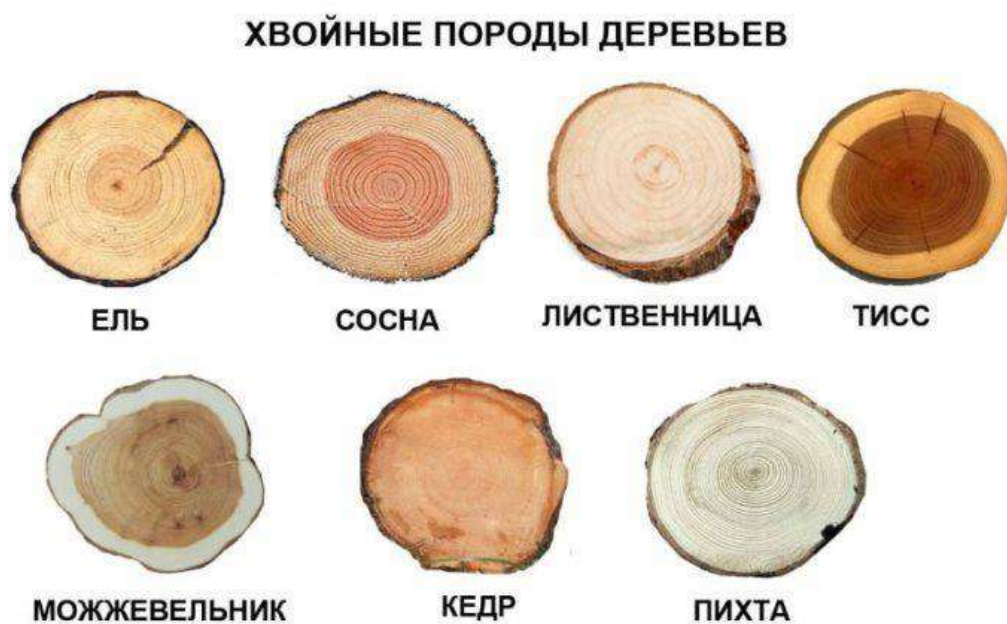 ХВОЙНЫЕ ПОРОДЫ ДЕРЕВЬЕВ
ЕЛЬ
СОСНА
ЛИСТВЕННИЦА
ТИСС
МОЖЖЕВЕЛЬНИК
КЕДР
ПИХТА